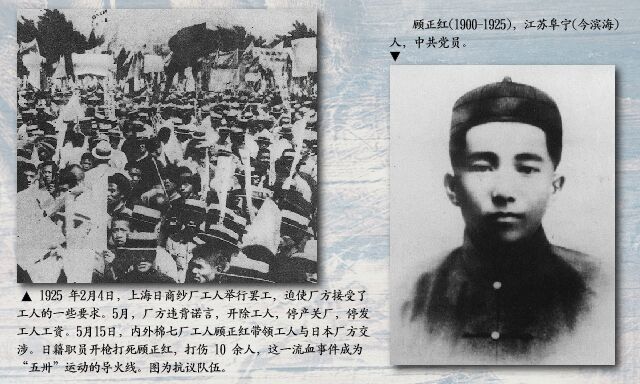 顾正红(1900-1925)，江苏阜宁(今滨海)
人，中共党员。
▼
▲ 1925 年2月4日，上海日商纱厂工人举行罢工，迫使厂方接受了
工人的一些要求。5月，厂方违背诺言，开除工人，停产关厂，停发
工人工资。5月15日，内外棉七厂工人顾正红带领工人与日本厂方交
涉。日籍职员开枪打死顾正红，打伤 10 余人，这一流血事件成为
“五卅”运动的导火线。图为抗议队伍。